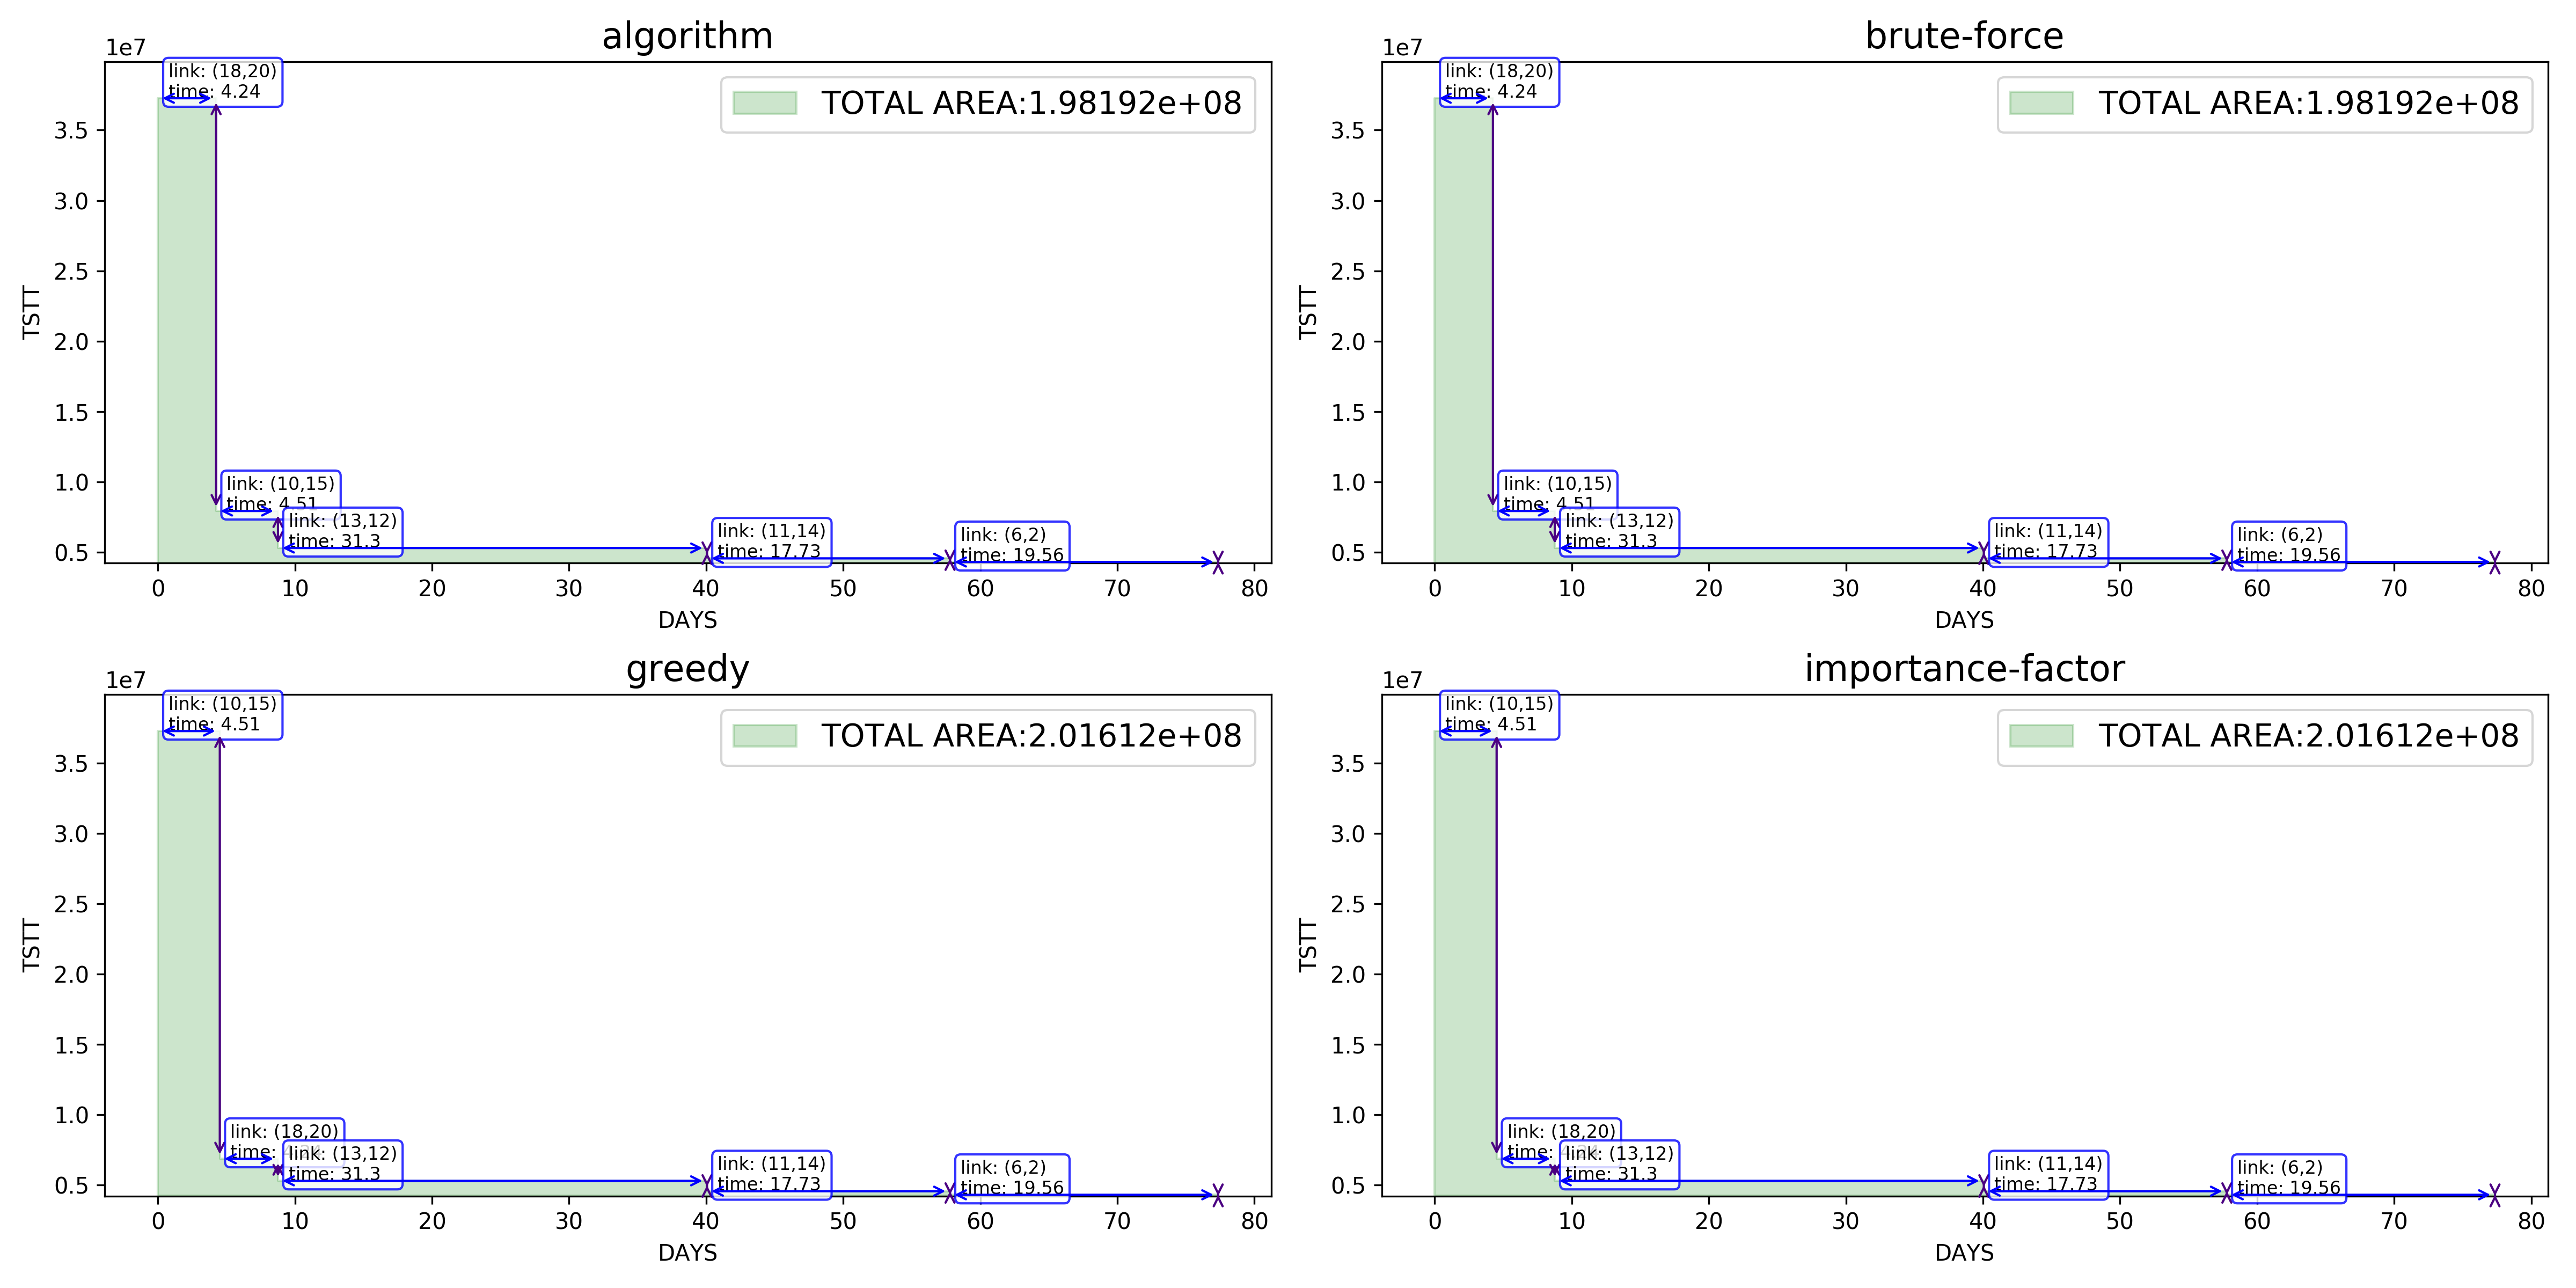 algorithm
1e7
TOTAL AREA:1.98192e+08
link: (18,20)
time: 4.24
link: (10,15)
time: 4.51
link: (13,12)
time: 31.3
link: (11,14)
time: 17.73
link: (6,2)
time: 19.56
3.5
3.0
2.5
2.0
1.5
1.0
0.5
TSTT
0 10 20 30 40 50 60 70 80
DAYS
brute-force
1e7
TOTAL AREA:1.98192e+08
link: (18,20)
time: 4.24
link: (10,15)
time: 4.51
link: (13,12)
time: 31.3
link: (11,14)
time: 17.73
link: (6,2)
time: 19.56
3.5
3.0
2.5
2.0
1.5
1.0
0.5
TSTT
0 10 20 30 40 50 60 70 80
DAYS
greedy
1e7
TOTAL AREA:2.01612e+08
link: (10,15)
time: 4.51
link: (18,20)
time:
link: (13,12)
time: 31.3
link: (11,14)
time: 17.73
link: (6,2)
time: 19.56
3.5
3.0
2.5
2.0
1.5
1.0
0.5
TSTT
0 10 20 30 40 50 60 70 80
DAYS
importance-factor
1e7
TOTAL AREA:2.01612e+08
link: (10,15)
time: 4.51
link: (18,20)
time:
link: (13,12)
time: 31.3
link: (11,14)
time: 17.73
link: (6,2)
time: 19.56
3.5
3.0
2.5
2.0
1.5
1.0
0.5
TSTT
0 10 20 30 40 50 60 70 80
DAYS